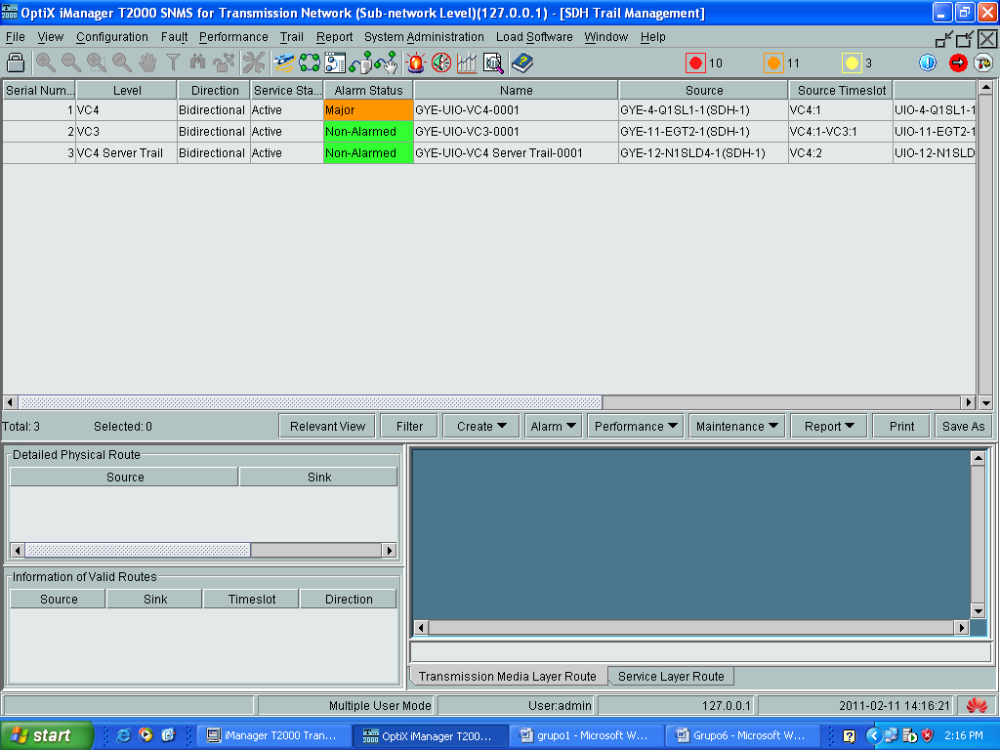 OptiX iManager T2000 SNMS for Transmission Network (Sub-network Level)(127.0.0.1) - [SDH Trail Management]
File View Configuration Fault Performance Trail Report System Administration Load Software Window Help
10 11 3
Serial Num... Level Direction Service Sta... Alarm Status Name Source Source Timeslot
1 VC4 Bidirectional Active Major GYE-UIO-VC4-0001 GYE-4-Q1SL1-1(SDH-1) VC4:1 UIO-4-Q1SL1-1
2 VC3 Bidirectional Active Non-Alarmed GYE-UIO-VC3-0001 GYE-11-EGT2-1(SDH-1) VC4:1-VC3:1 UIO-11-EGT2-1
3 VC4 Server Trail Bidirectional Active Non-Alarmed GYE-UIO-VC4 Server Trail-0001 GYE-12-N1SLD4-1(SDH-1) VC4:2 UIO-12-N1SLD
Total: 3 Selected: 0 Relevant View Filter Create Alarm Performance Maintenance Report Print Save As
Detailed Physical Route
Source Sink
Information of Valid Routes
Source Sink Timeslot Direction
Transmission Media Layer Route Service Layer Route
Multiple User Mode User:admin 127.0.0.1 2011-02-11 14:16:21
start iManager T2000 Tran... OptiX iManager T200... grupo1 - Microsoft W... Grupo6 - Microsoft W... 2:16 PM